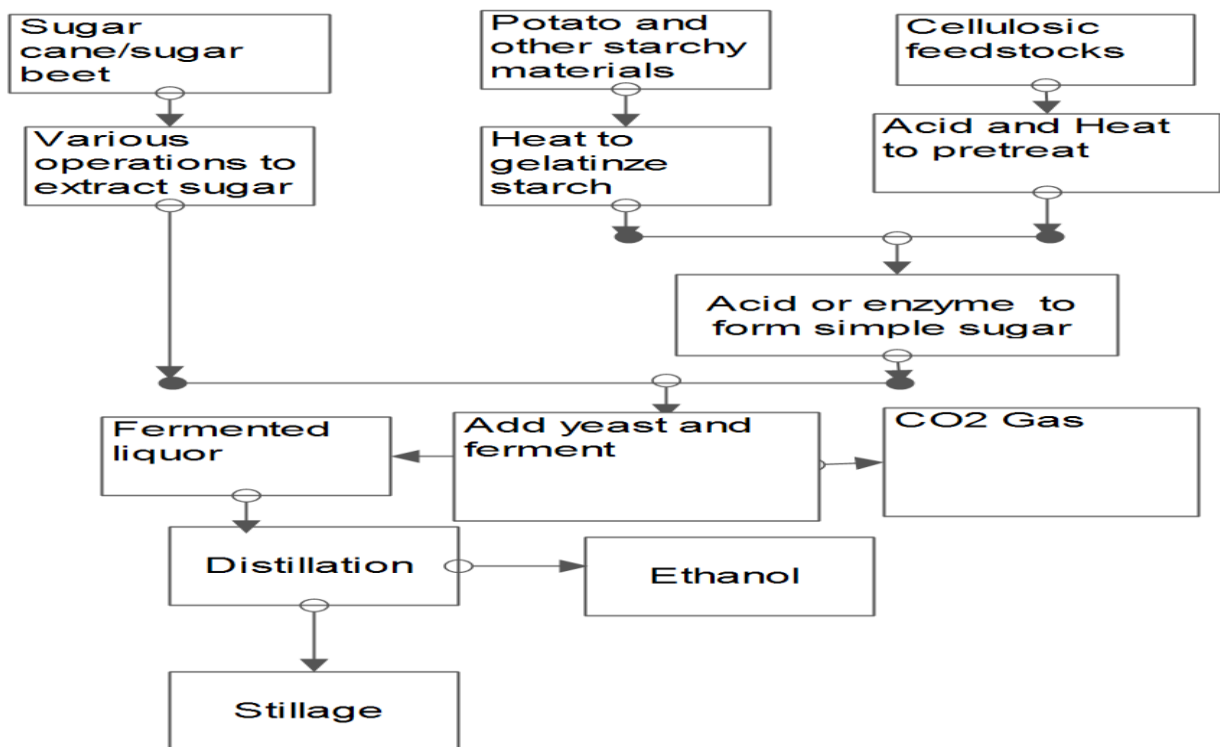 Sugar
cane/sugar
beet
Potato and
other starchy
materials
Cellulosic
feedstocks
Various
operations to
extract sugar
Heat to
gelatinze
starch
Acid and Heat
to pretreat
Acid or enzyme to
form simple sugar
Fermented
liquor
Add yeast and
ferment
CO2 Gas
Distillation
Ethanol
Stillage